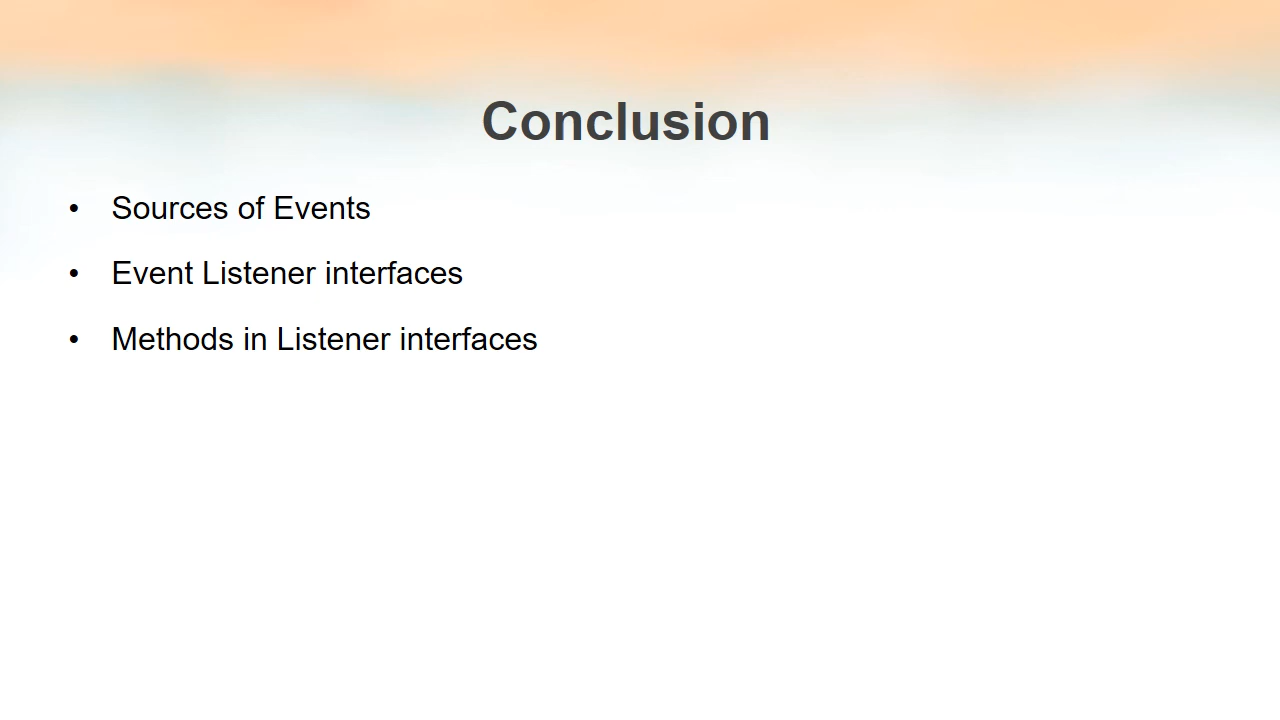 Conclusion
• Sources of Events
• Event Listener interfaces
• Methods in Listener interfaces